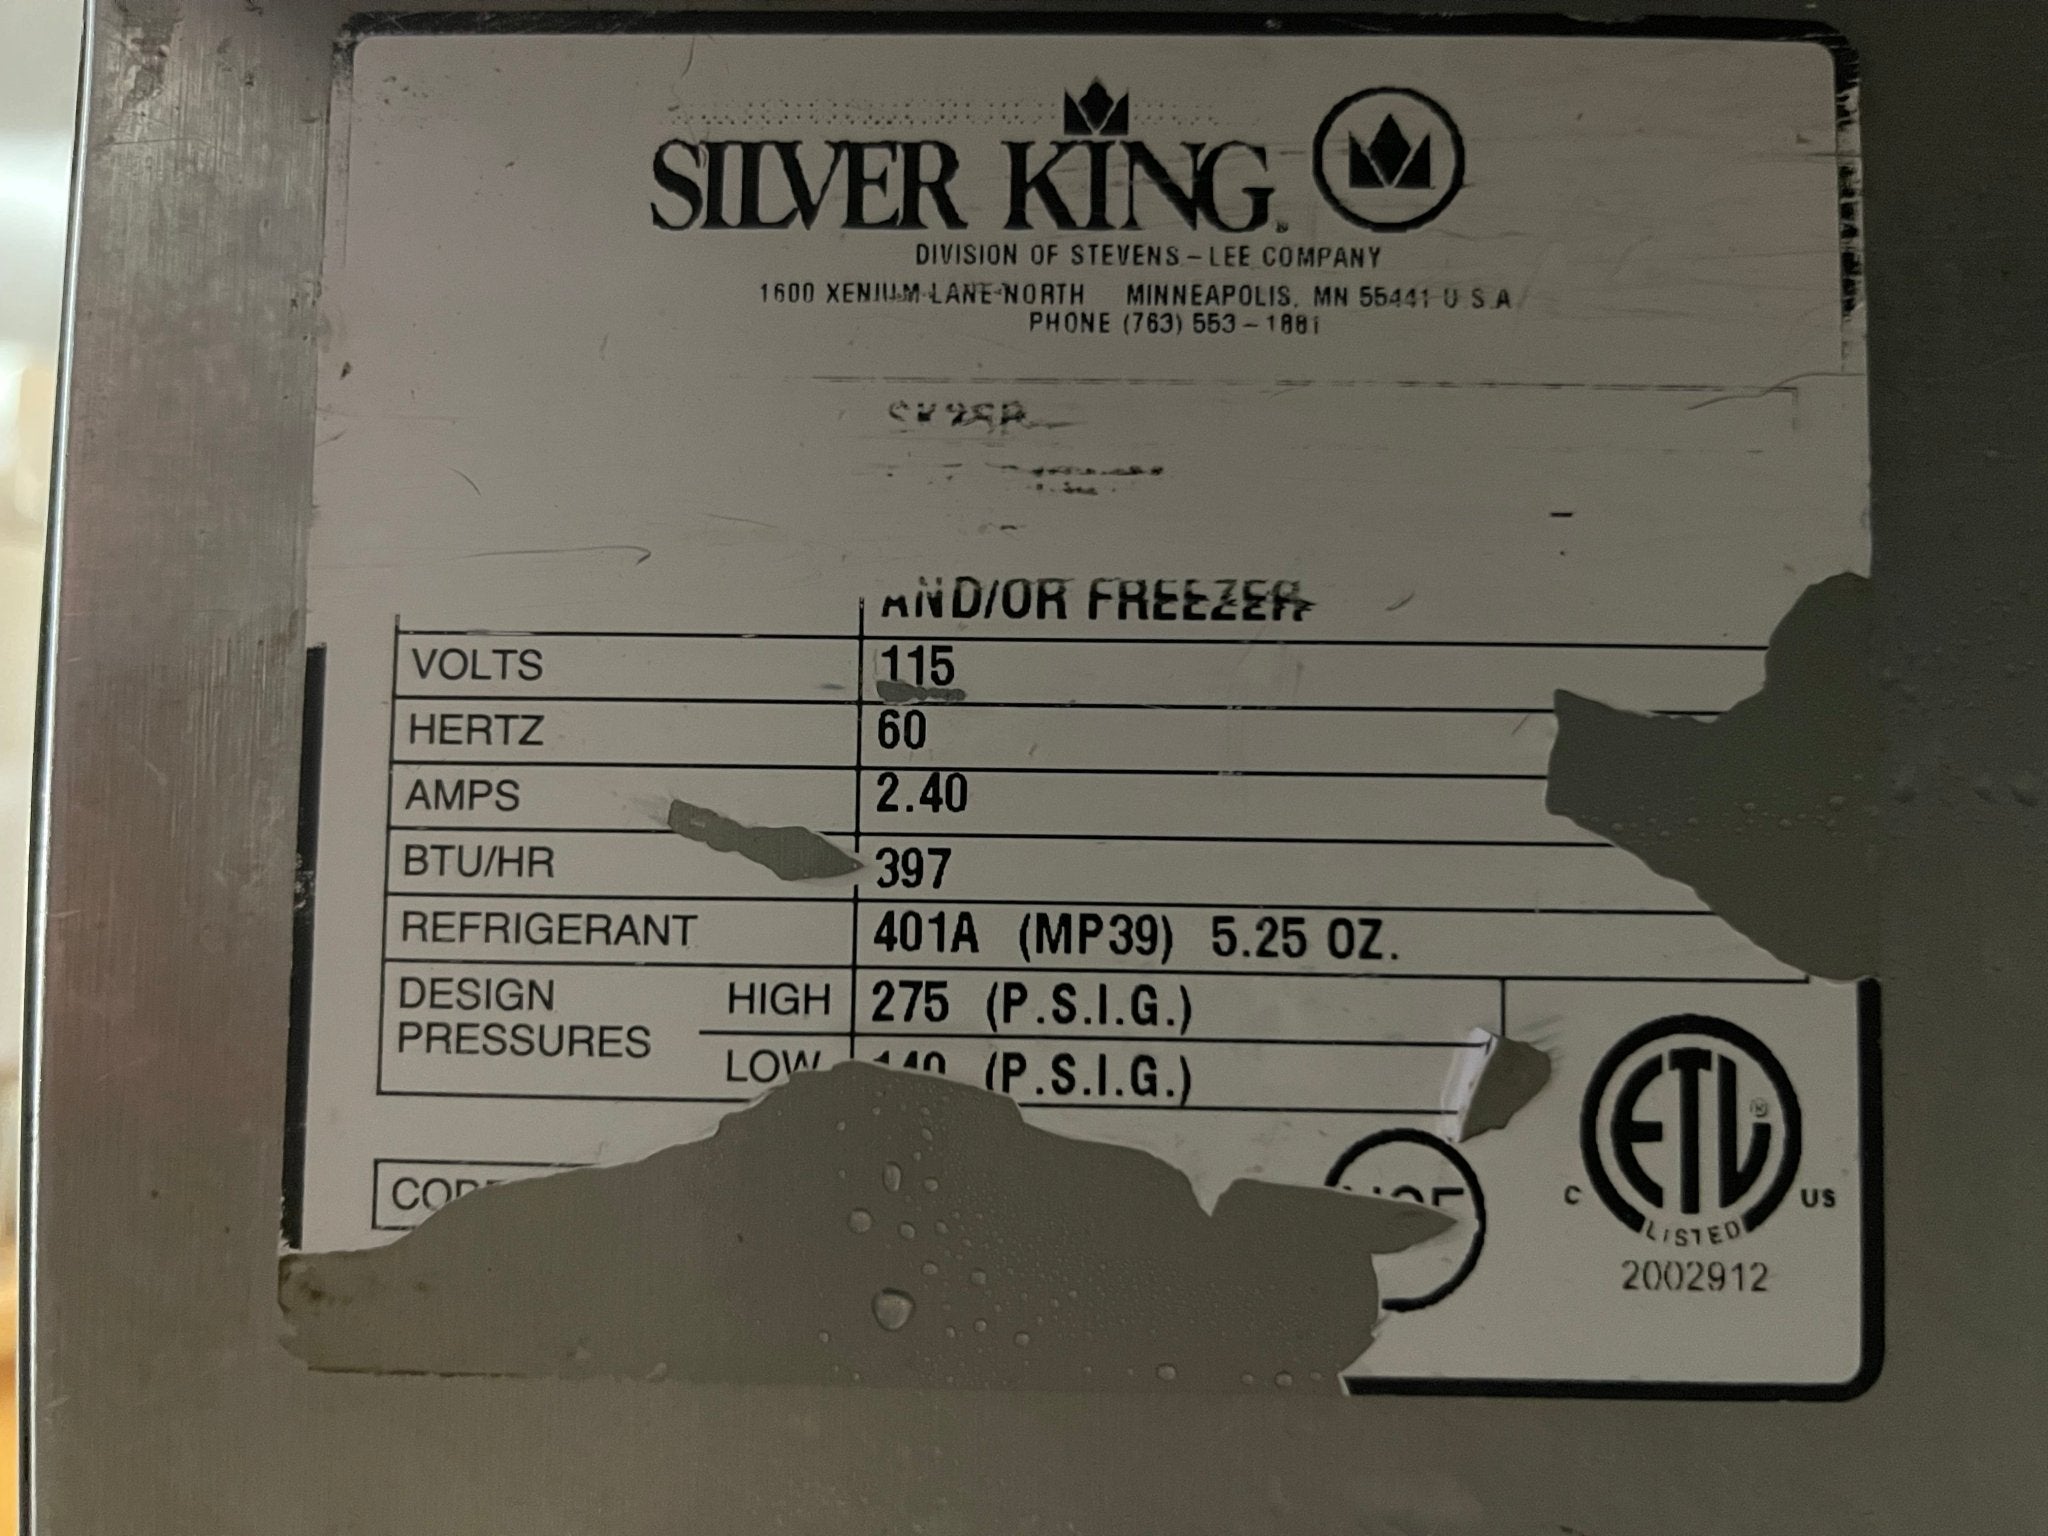 SILVER KING®
DIVISION OF STEVENS – LEE COMPANY
1600 XENIUM LANE NORTH MINNEAPOLIS, MN 55441 U S A
PHONE (763) 553 – 1881
AND/OR FREEZER
VOLTS 115
HERTZ 60
AMPS 2.40
BTU/HR 397
REFRIGERANT 401A (MP39) 5.25 OZ.
DESIGN PRESSURES HIGH 275 (P.S.I.G.)
LOW 140 (P.S.I.G.)
ETL®
C US
LISTED
2002912